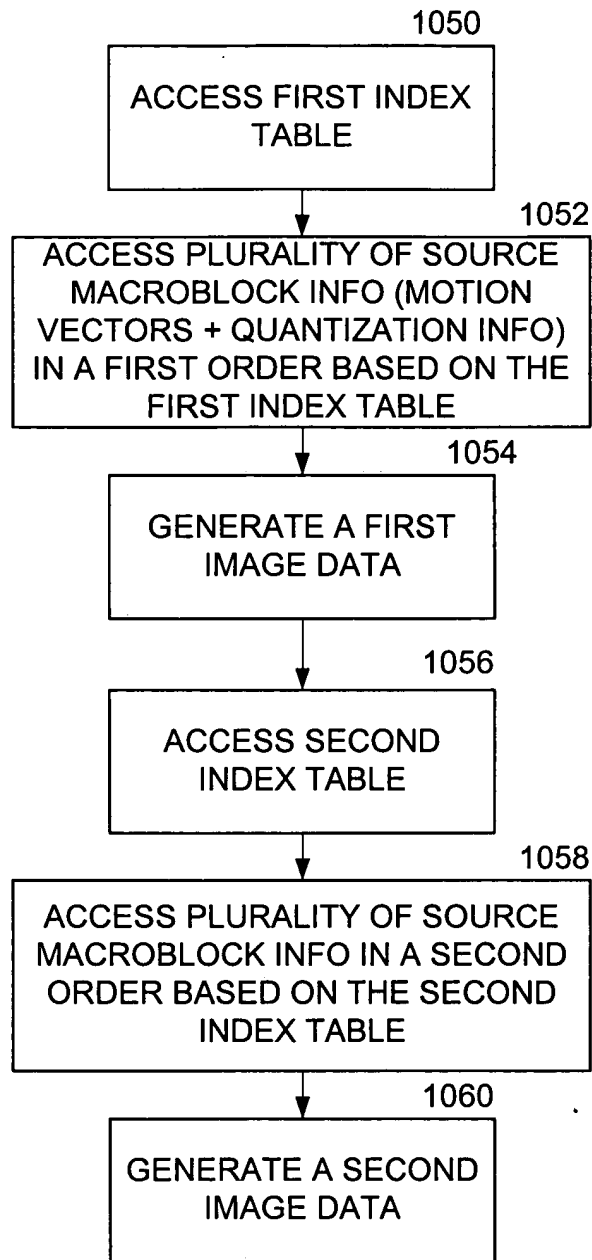 1050
ACCESS FIRST INDEX
TABLE
1052
ACCESS PLURALITY OF SOURCE
MACROBLOCK INFO (MOTION
VECTORS + QUANTIZATION INFO)
IN A FIRST ORDER BASED ON THE
FIRST INDEX TABLE
1054
GENERATE A FIRST
IMAGE DATA
1056
ACCESS SECOND
INDEX TABLE
1058
ACCESS PLURALITY OF SOURCE
MACROBLOCK INFO IN A SECOND
ORDER BASED ON THE SECOND
INDEX TABLE
1060
GENERATE A SECOND
IMAGE DATA